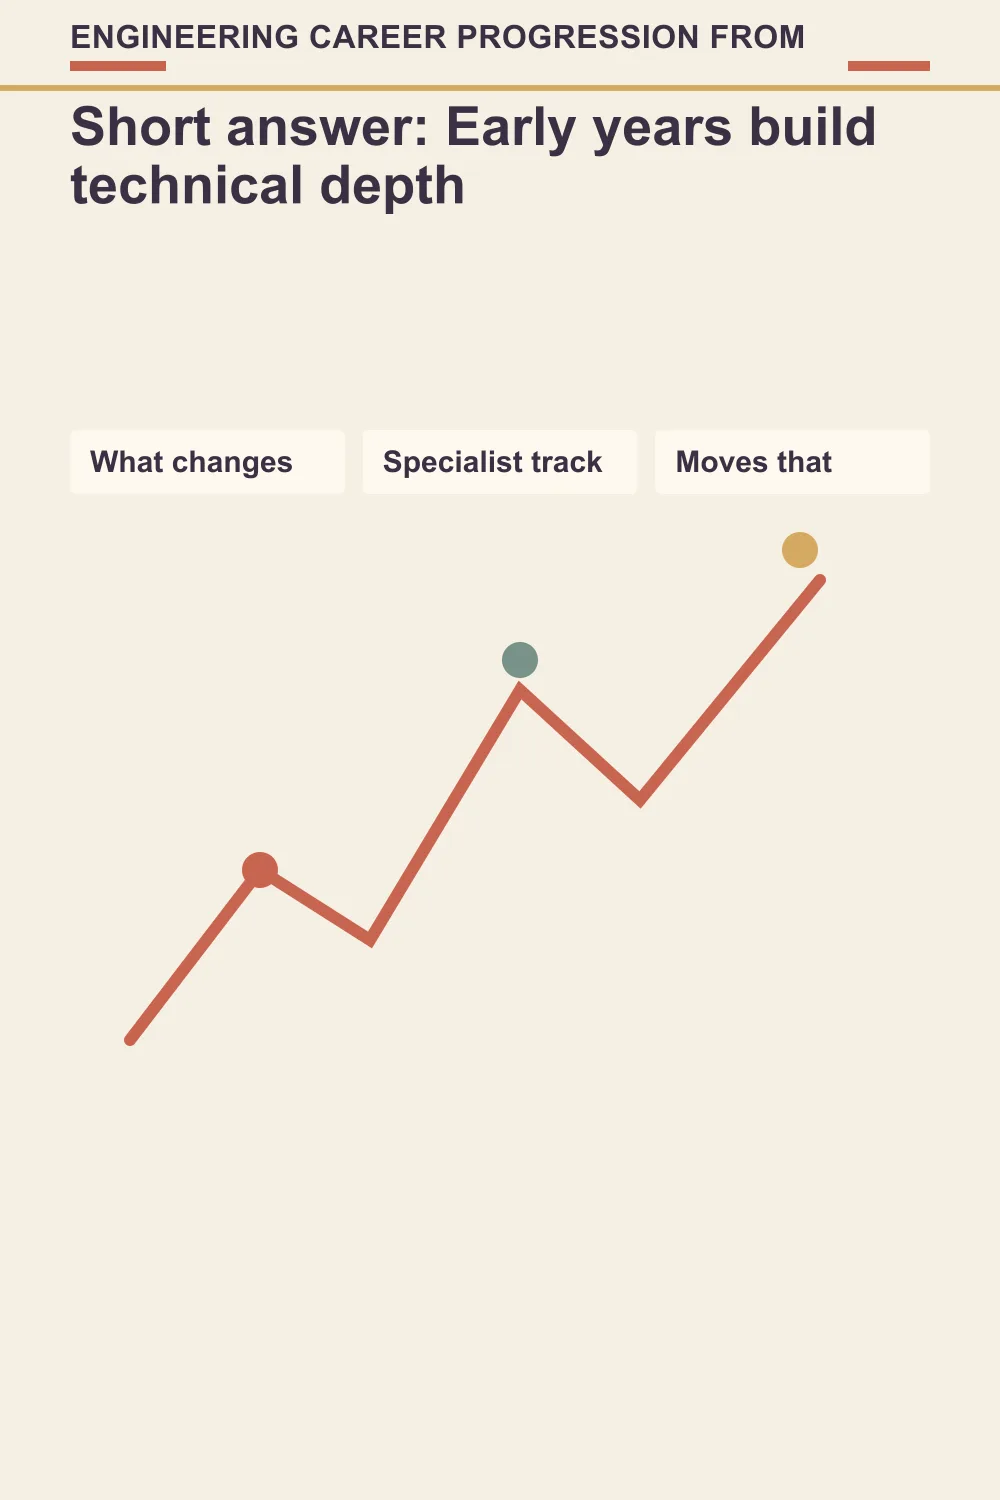 ENGINEERING CAREER PROGRESSION FROM
Short answer: Early years build
technical depth
What changes
Specialist track
Moves that